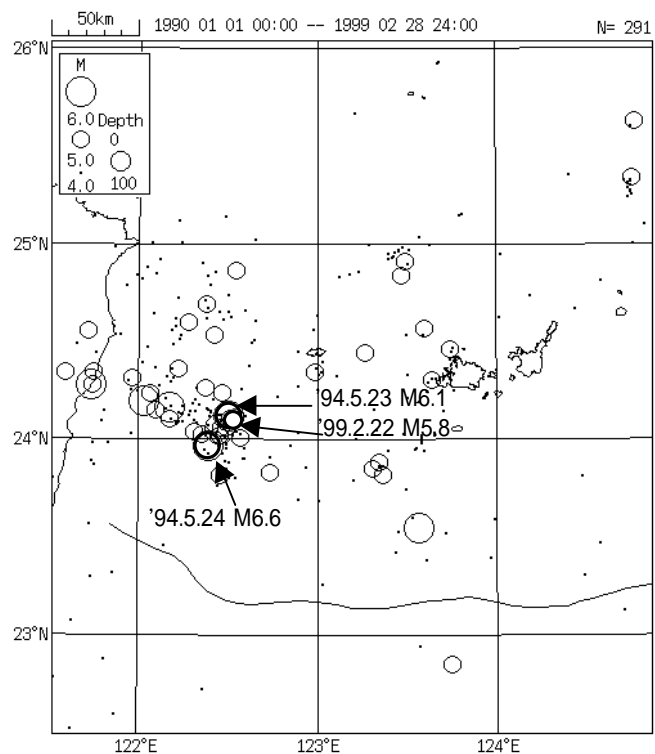 50km 1990 01 01 00:00 -- 1999 02 28 24:00 N= 291
26°N
M
6.0 Depth
0
5.0
4.0 100
25°N
'94.5.23 M6.1
24°N
'99.2.22 M5.8
'94.5.24 M6.6
23°N
122°E 123°E 124°E